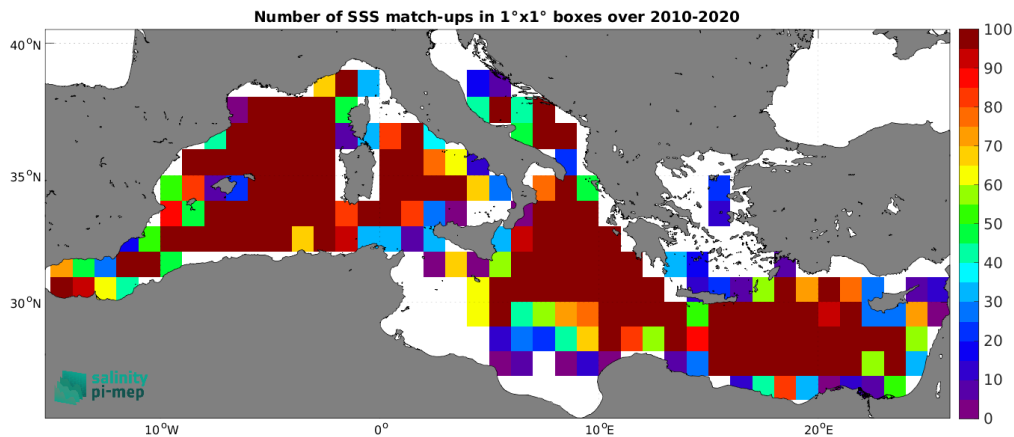 Number of SSS match-ups in 1°x1° boxes over 2010-2020
40°N
35°N
30°N
10°W
0°
10°E
20°E
100
90
80
70
60
50
40
30
20
10
0
salinity
pi-mep